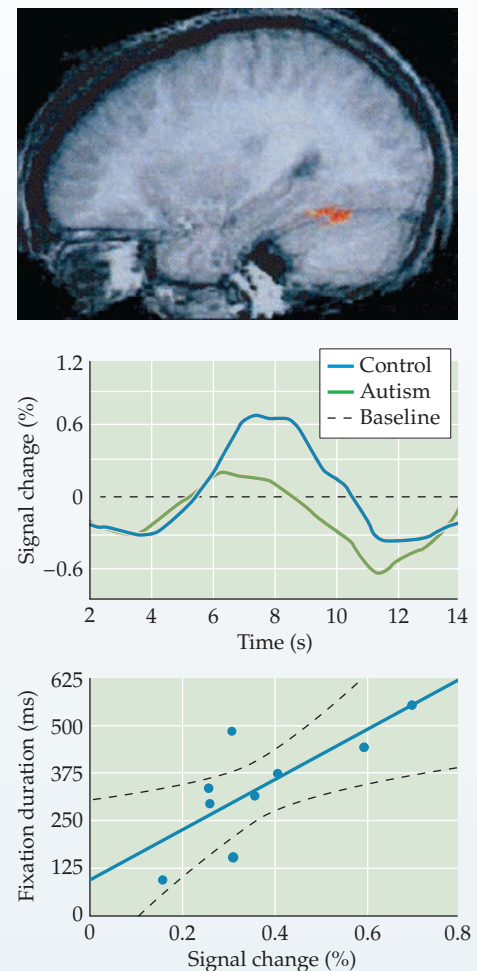 1.2
0.6
0
−0.6
Signal change (%)
Control
Autism
Baseline
2 4 6 8 10 12 14
Time (s)
625
500
375
250
125
0
Fixation duration (ms)
0 0.2 0.4 0.6 0.8
Signal change (%)